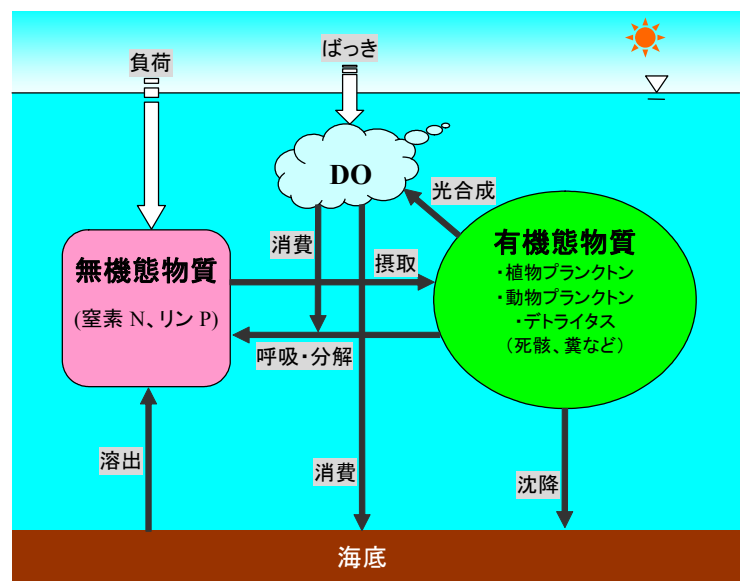 負荷
ばっき
DO
光合成
消費
無機態物質
(窒素 N、リン P)
摂取
有機態物質
・植物プランクトン
・動物プランクトン
・デトライタス
（死骸、糞など）
呼吸・分解
溶出
消費
沈降
海底